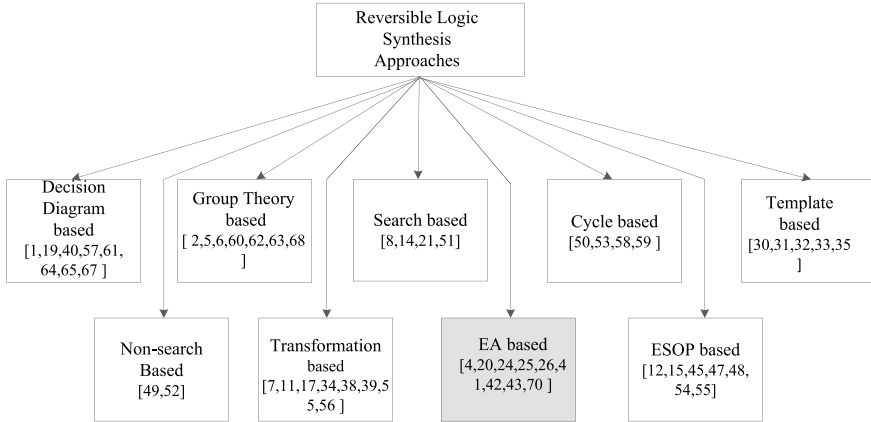 Reversible Logic
Synthesis
Approaches
Decision
Diagram
based
[1,19,40,57,61,
64,65,67 ]
Group Theory
based
[ 2,5,6,60,62,63,68
]
Search based
[8,14,21,51]
Cycle based
[50,53,58,59 ]
Template
based
[30,31,32,33,35
]
Non-search
Based
[49,52]
Transformation
based
[7,11,17,34,38,39,5
5,56 ]
EA based
[4,20,24,25,26,4
1,42,43,70 ]
ESOP based
[12,15,45,47,48,
54,55]